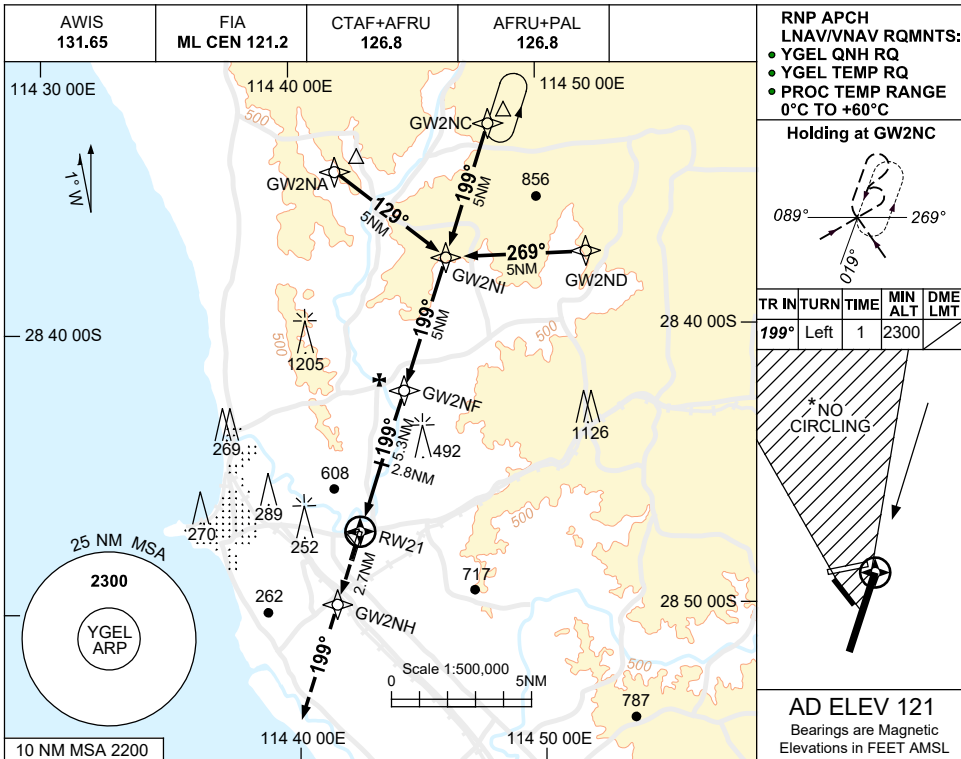 AWIS
131.65
FIA
ML CEN 121.2
CTAF+AFRU
126.8
AFRU+PAL
126.8
RNP APCH
LNAV/VNAV RQMNTS:
YGEL QNH RQ
YGEL TEMP RQ
PROC TEMP RANGE
0°C TO +60°C
114 30 00E
114 40 00E
114 50 00E
500
GW2NC
GW2NA
1° W
199°
5NM
856
129°
5NM
269°
5NM
GW2ND
GW2NI
Holding at GW2NC
089°
269°
019°
TR IN
TURN
TIME
MIN ALT
DME LMT
199°
Left
1
2300
28 40 00S
28 40 00S
500
500
199°
5NM
1205
GW2NF
1126
*NO
CIRCLING
269
199°
5.3NM
492
2.8NM
608
289
270
252
500
RW21
25 NM MSA
2300
YGEL
ARP
2.7NM
717
262
GW2NH
28 50 00S
199°
Scale 1:500,000
0
5NM
500
787
10 NM MSA 2200
114 40 00E
114 50 00E
AD ELEV 121
Bearings are Magnetic
Elevations in FEET AMSL